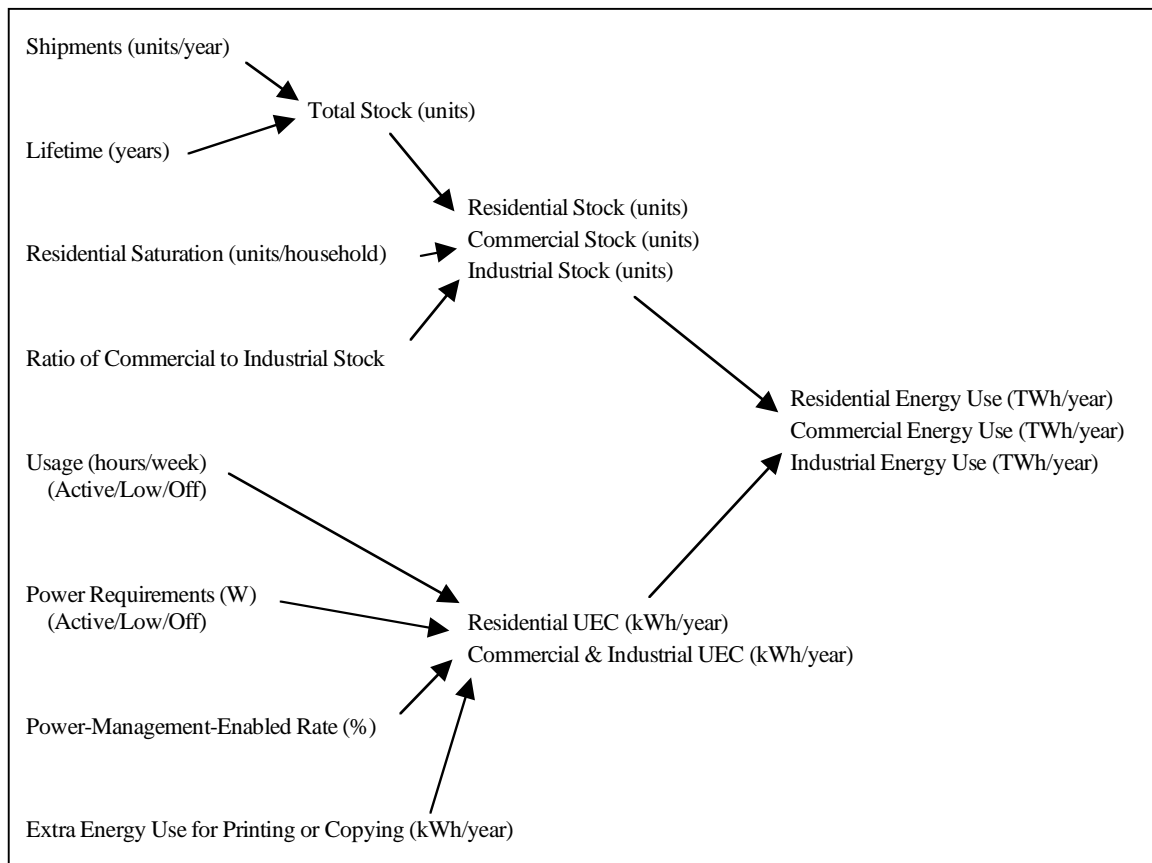 Shipments (units/year)
Total Stock (units)
Lifetime (years)
Residential Stock (units)
Commercial Stock (units)
Residential Saturation (units/household)
Industrial Stock (units)
Ratio of Commercial to Industrial Stock
Residential Energy Use (TWh/year)
Commercial Energy Use (TWh/year)
Industrial Energy Use (TWh/year)
Usage (hours/week)
(Active/Low/Off)
Power Requirements (W)
(Active/Low/Off)
Residential UEC (kWh/year)
Commercial & Industrial UEC (kWh/year)
Power-Management-Enabled Rate (%)
Extra Energy Use for Printing or Copying (kWh/year)